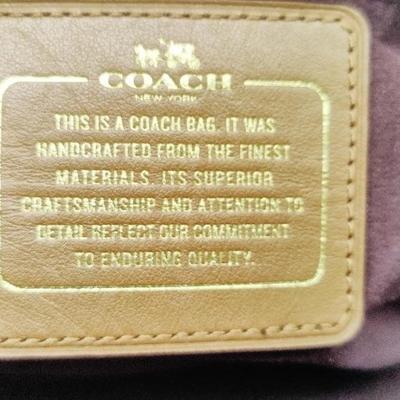 COACH
NEW YORK
THIS IS A COACH BAG. IT WAS
HANDCRAFTED FROM THE FINEST
MATERIALS. ITS SUPERIOR
CRAFTSMANSHIP AND ATTENTION TO
DETAIL REFLECT OUR COMMITMENT
TO ENDURING QUALITY.